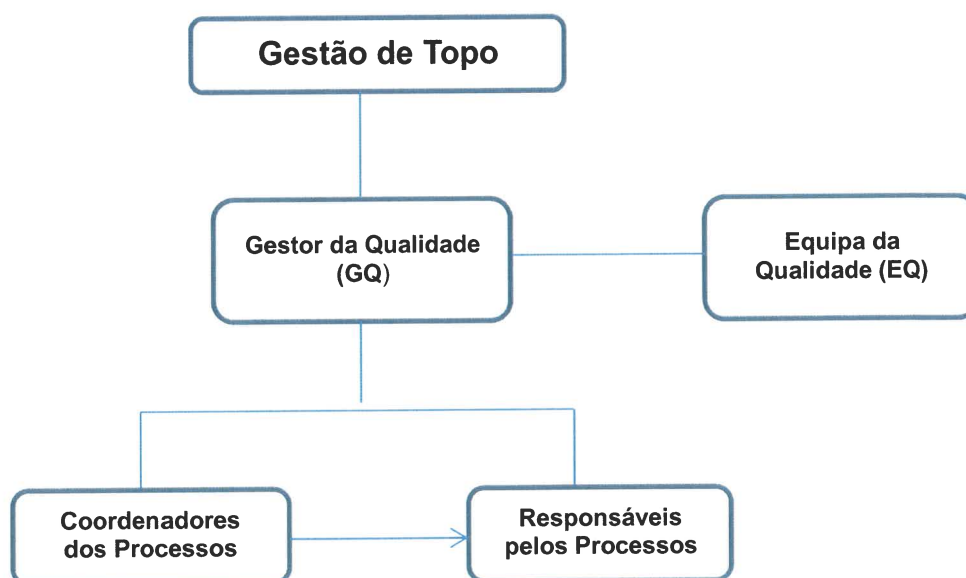 Gestão de Topo
Gestor da Qualidade
(GQ)
Equipa da
Qualidade (EQ)
Coordenadores
dos Processos
Responsáveis
pelos Processos